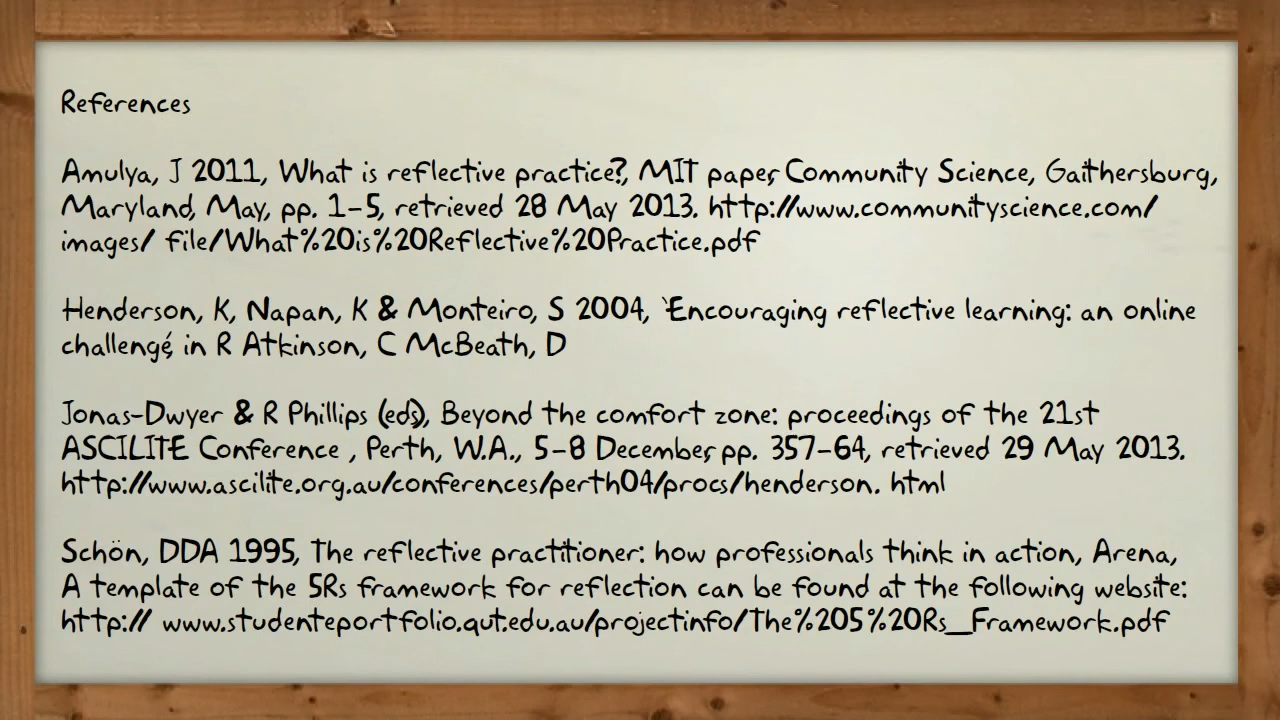 References
Amulya, J 2011, What is reflective practice?, MIT paper, Community Science, Gaithersburg,
Maryland, May, pp. 1-5, retrieved 28 May 2013. http://www.communityscience.com/
images/ file/What%20is%20Reflective%20Practice.pdf
Henderson, K, Napan, K & Monteiro, S 2004, ‘Encouraging reflective learning: an online
challenge’, in R Atkinson, C McBeath, D
Jonas-Dwyer & R Phillips (eds), Beyond the comfort zone: proceedings of the 21st
ASCILITE Conference , Perth, W.A., 5-8 December, pp. 357-64, retrieved 29 May 2013.
http://www.ascilite.org.au/conferences/perth04/procs/henderson. html
Schön, DDA 1995, The reflective practitioner: how professionals think in action, Arena,
A template of the 5Rs framework for reflection can be found at the following website:
http:// www.studenteportfolio.qut.edu.au/projectinfo/The%205%20Rs_Framework.pdf